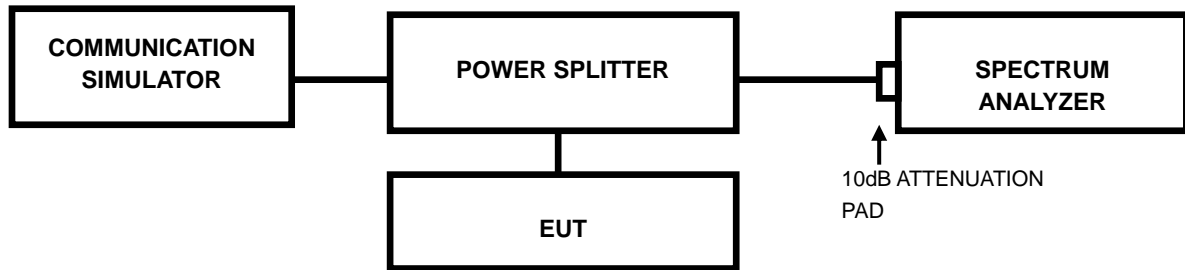 COMMUNICATION
SIMULATOR
POWER SPLITTER
SPECTRUM
ANALYZER
10dB ATTENUATION
PAD
EUT